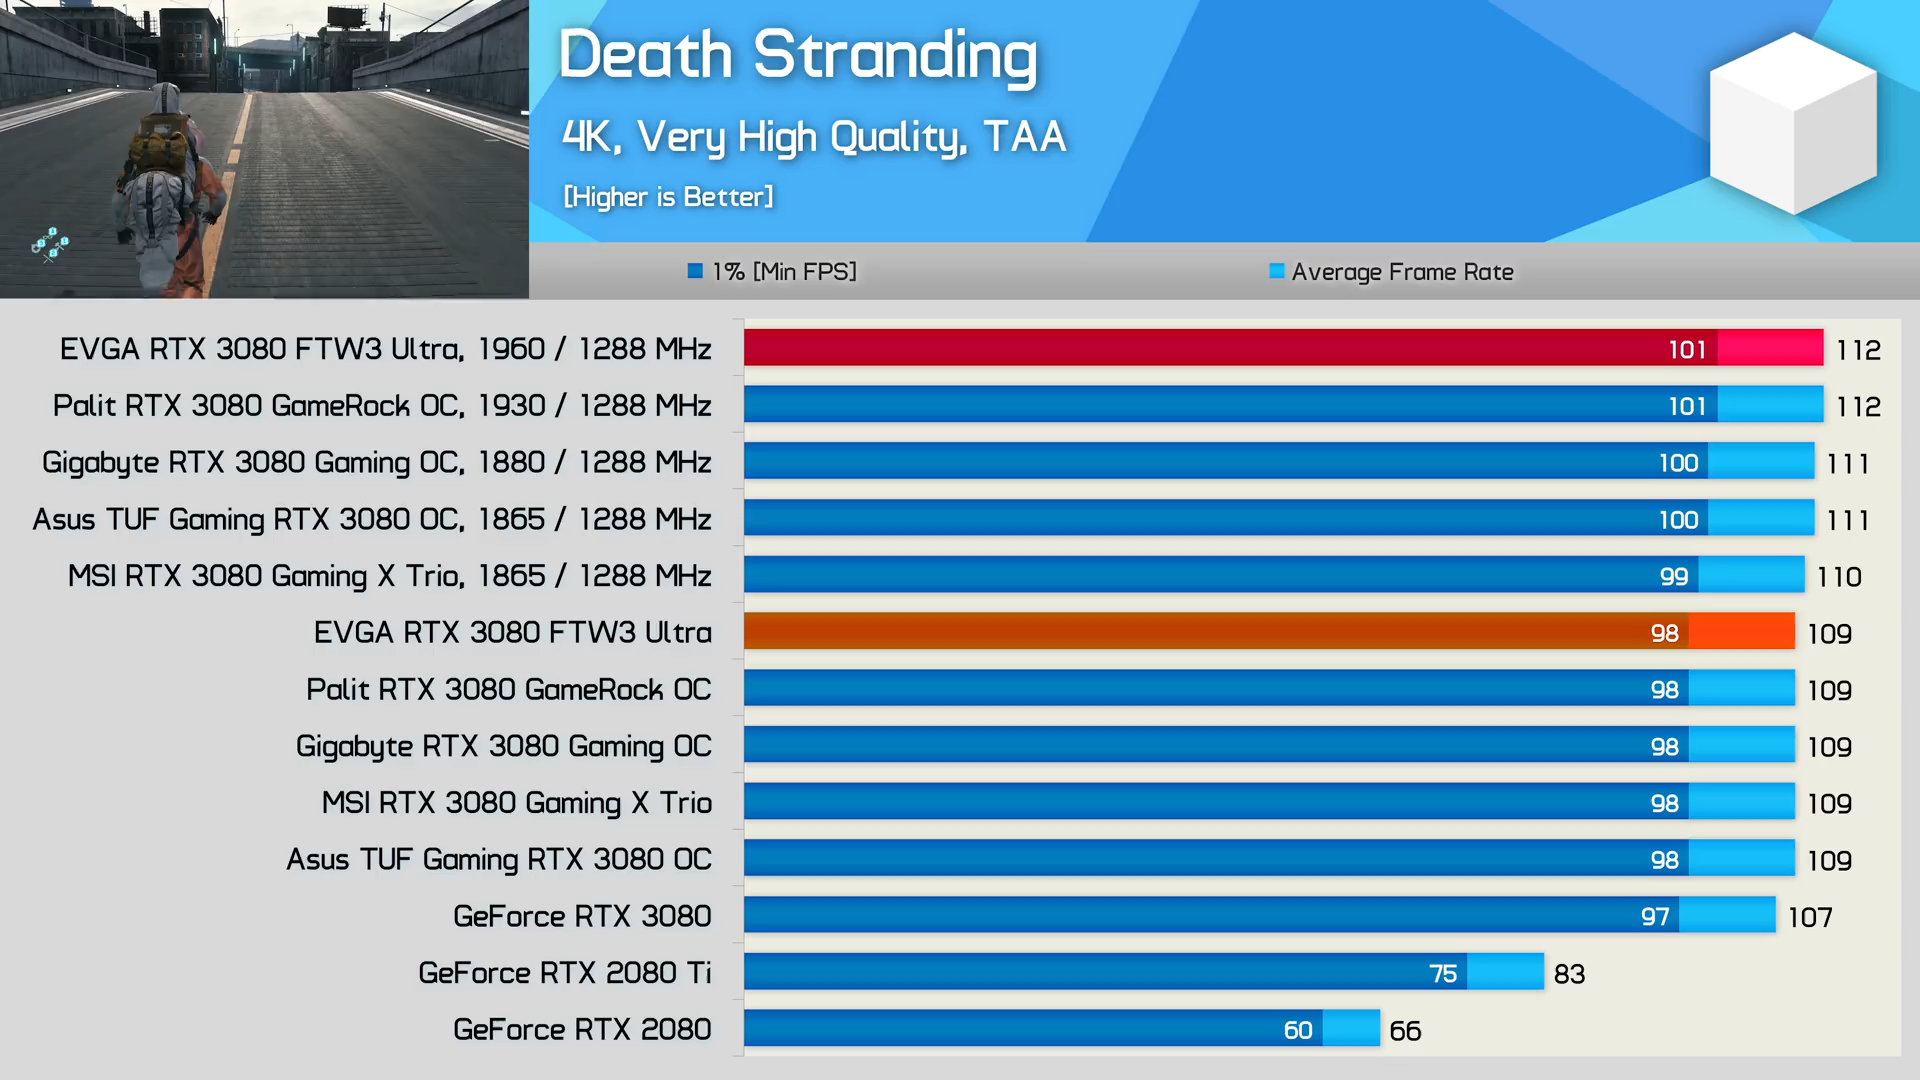 Death Stranding
4K, Very High Quality, TAA
[Higher is Better]
1% [Min FPS]
Average Frame Rate
EVGA RTX 3080 FTW3 Ultra, 1960 / 1288 MHz 101 112
Palit RTX 3080 GameRock OC, 1930 / 1288 MHz 101 112
Gigabyte RTX 3080 Gaming OC, 1880 / 1288 MHz 100 111
Asus TUF Gaming RTX 3080 OC, 1865 / 1288 MHz 100 111
MSI RTX 3080 Gaming X Trio, 1865 / 1288 MHz 99 110
EVGA RTX 3080 FTW3 Ultra 98 109
Palit RTX 3080 GameRock OC 98 109
Gigabyte RTX 3080 Gaming OC 98 109
MSI RTX 3080 Gaming X Trio 98 109
Asus TUF Gaming RTX 3080 OC 98 109
GeForce RTX 3080 97 107
GeForce RTX 2080 Ti 75 83
GeForce RTX 2080 60 66